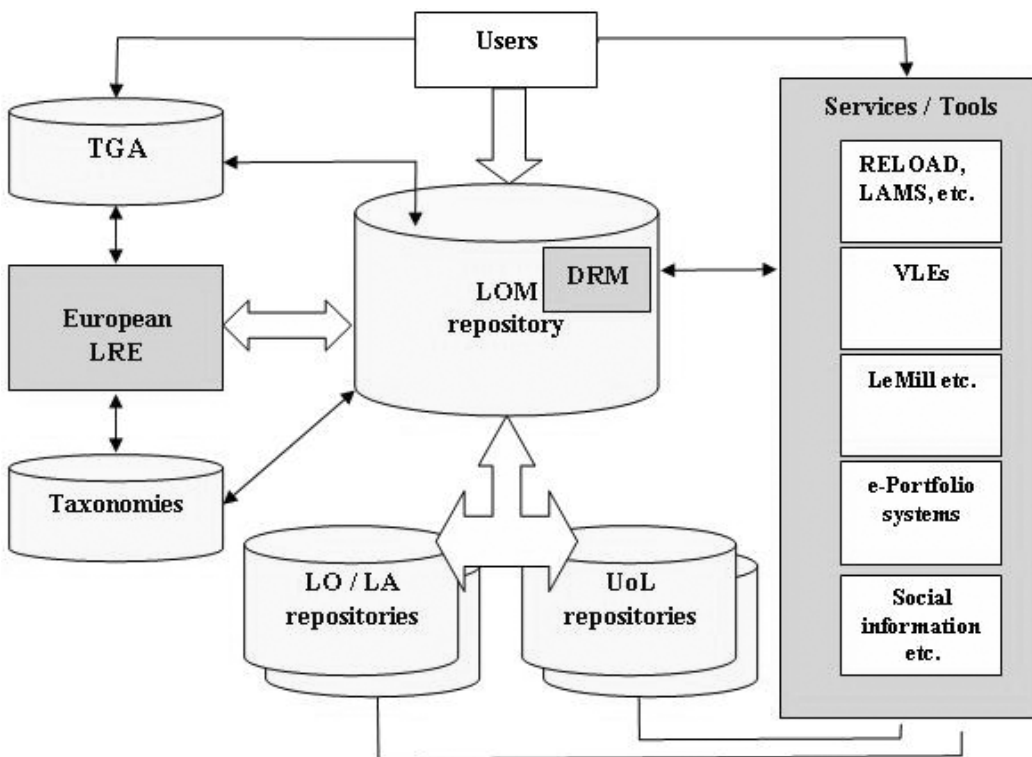 Users
TGA
European
LRE
Taxonomies
LOM
repository
DRM
LO / LA
repositories
UoL
repositories
Services / Tools
RELOAD,
LAMS, etc.
VLEs
LeMill etc.
e-Portfolio
systems
Social
information
etc.